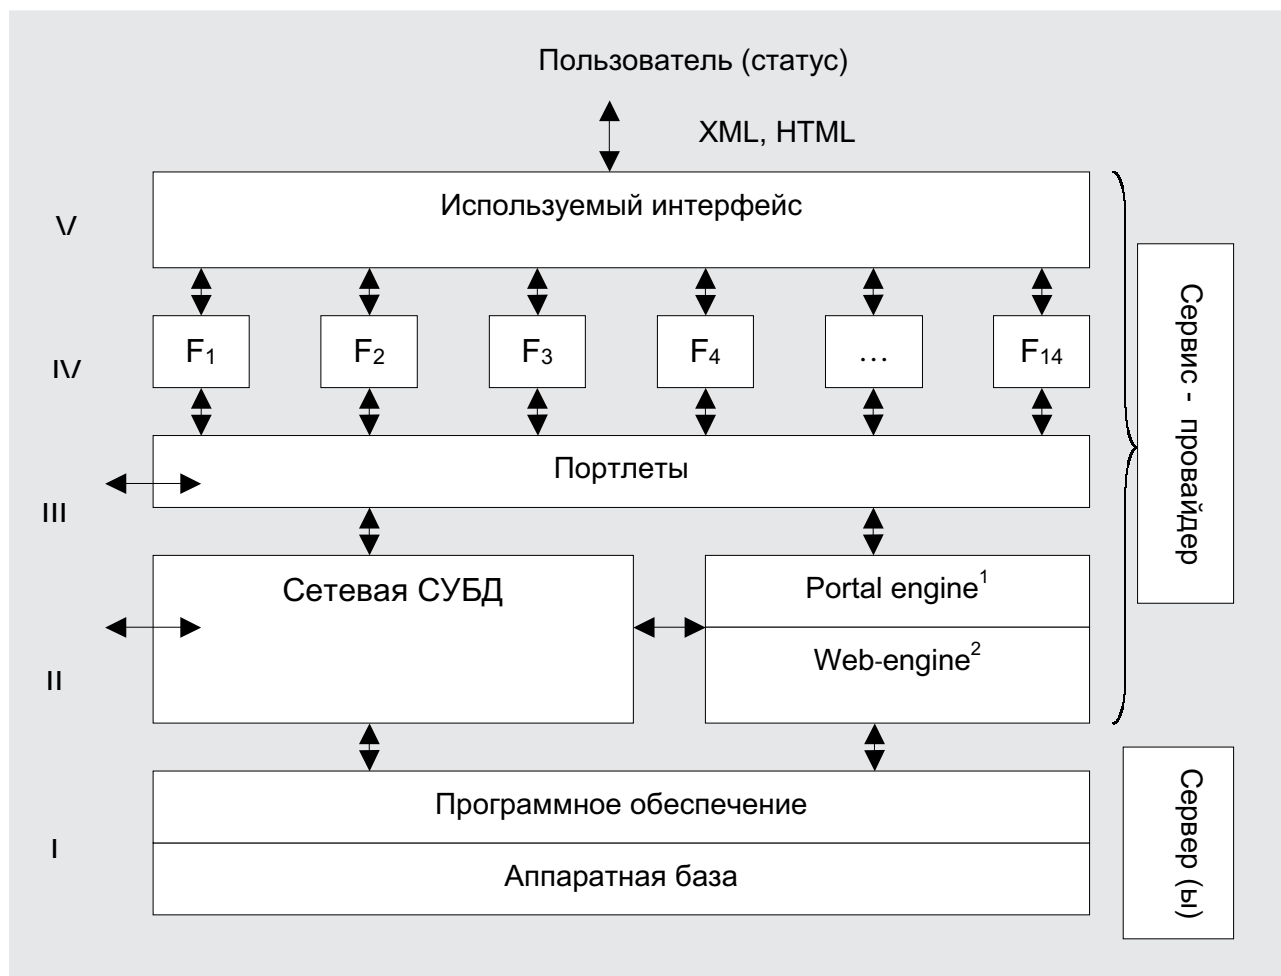 Пользователь (статус)
XML, HTML
V
Используемый интерфейс
IV
F1
F2
F3
F4
...
F14
Портлеты
III
Сетевая СУБД
Portal engine1
Web-engine2
II
Программное обеспечение
I
Аппаратная база
Сервис - провайдер
Сервер (ы)